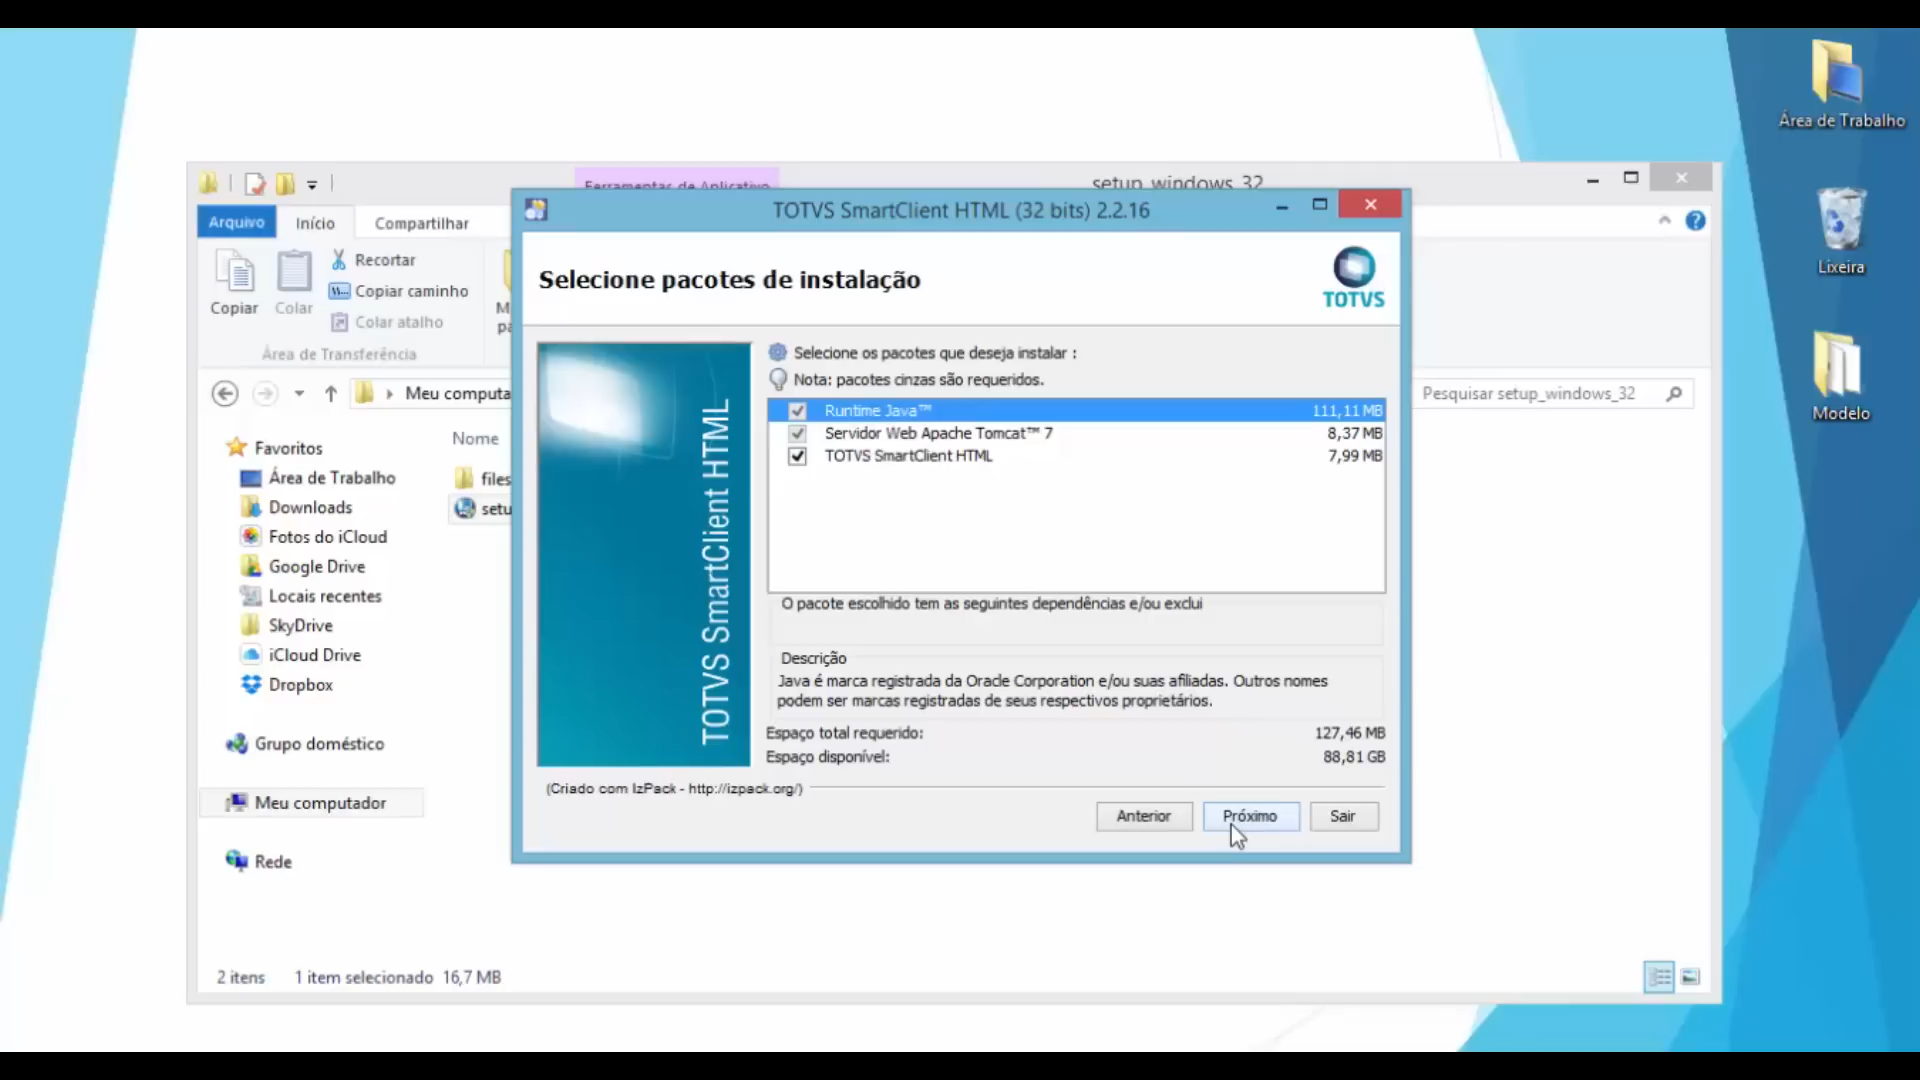 Área de Trabalho
Lixeira
Modelo
Ferramentas de Aplicativo
setup_windows_32
Arquivo
Início
Compartilhar
Copiar
Colar
Recortar
Copiar caminho
Colar atalho
Área de Transferência
M
pa
Meu computa
Pesquisar setup_windows_32
Favoritos
Área de Trabalho
Downloads
Fotos do iCloud
Google Drive
Locais recentes
SkyDrive
iCloud Drive
Dropbox
Grupo doméstico
Meu computador
Rede
Nome
files
setu
2 itens 1 item selecionado 16,7 MB
TOTVS SmartClient HTML (32 bits) 2.2.16
Selecione pacotes de instalação
TOTVS
TOTVS SmartClient HTML
Selecione os pacotes que deseja instalar :
Nota: pacotes cinzas são requeridos.
Runtime Java™ 111,11 MB
Servidor Web Apache Tomcat™ 7 8,37 MB
TOTVS SmartClient HTML 7,99 MB
O pacote escolhido tem as seguintes dependências e/ou exclui
Descrição
Java é marca registrada da Oracle Corporation e/ou suas afiliadas. Outros nomes
podem ser marcas registradas de seus respectivos proprietários.
Espaço total requerido: 127,46 MB
Espaço disponível: 88,81 GB
(Criado com IzPack - http://izpack.org/)
Anterior
Próximo
Sair